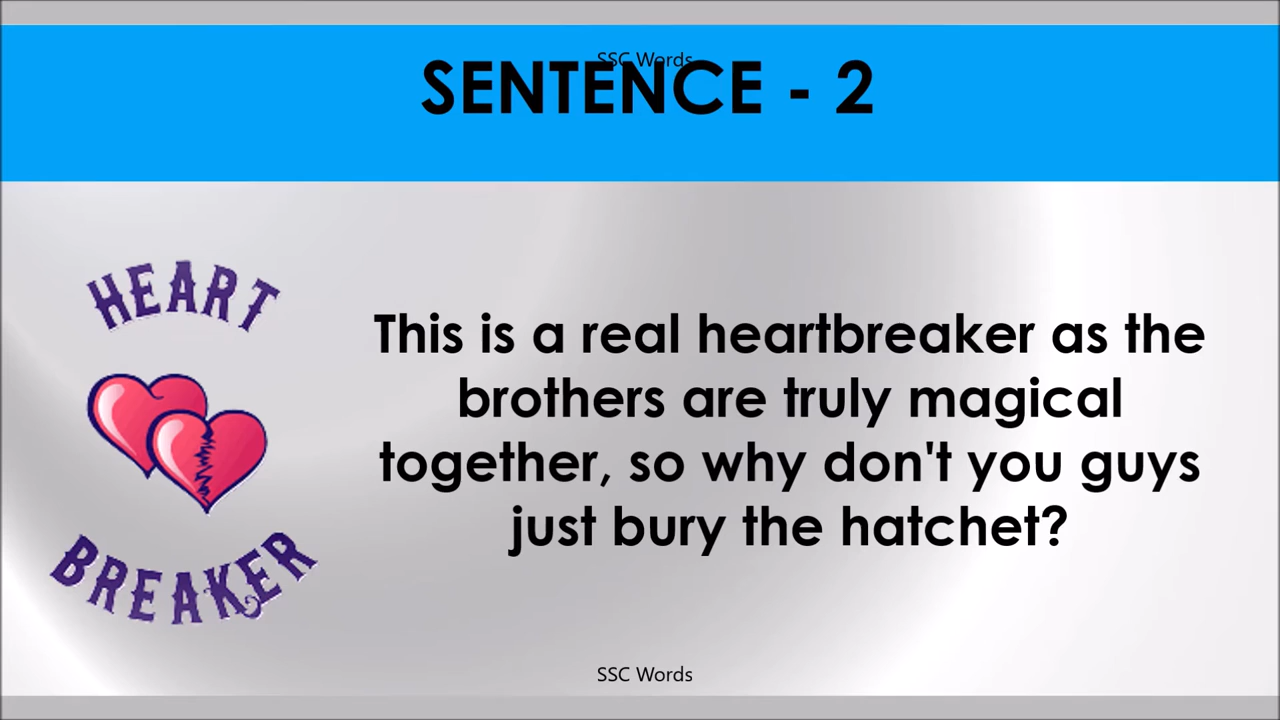 SSC Words
SENTENCE - 2
HEART
BREAKER
This is a real heartbreaker as the
brothers are truly magical
together, so why don't you guys
just bury the hatchet?
SSC Words